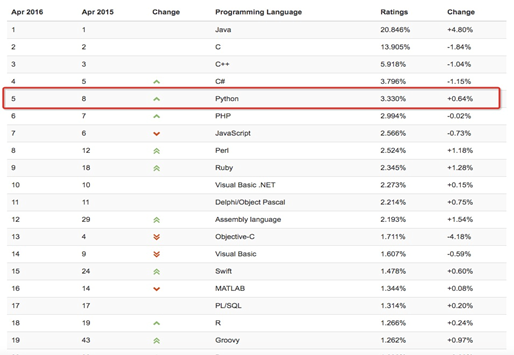 Apr 2016 Apr 2015 Change Programming Language Ratings Change
1 1 Java 20.846% +4.80%
2 2 C 13.905% -1.84%
3 3 C++ 5.918% -1.04%
4 5 C# 3.796% -1.15%
5 8 Python 3.330% +0.64%
6 7 PHP 2.994% -0.02%
7 6 JavaScript 2.566% -0.73%
8 12 Perl 2.524% +1.18%
9 18 Ruby 2.345% +1.28%
10 10 Visual Basic .NET 2.273% +0.15%
11 11 Delphi/Object Pascal 2.214% +0.75%
12 29 Assembly language 2.193% +1.54%
13 4 Objective-C 1.711% -4.18%
14 9 Visual Basic 1.607% -0.59%
15 24 Swift 1.478% +0.60%
16 14 MATLAB 1.344% +0.08%
17 17 PL/SQL 1.314% +0.20%
18 19 R 1.266% +0.24%
19 43 Groovy 1.262% +0.97%